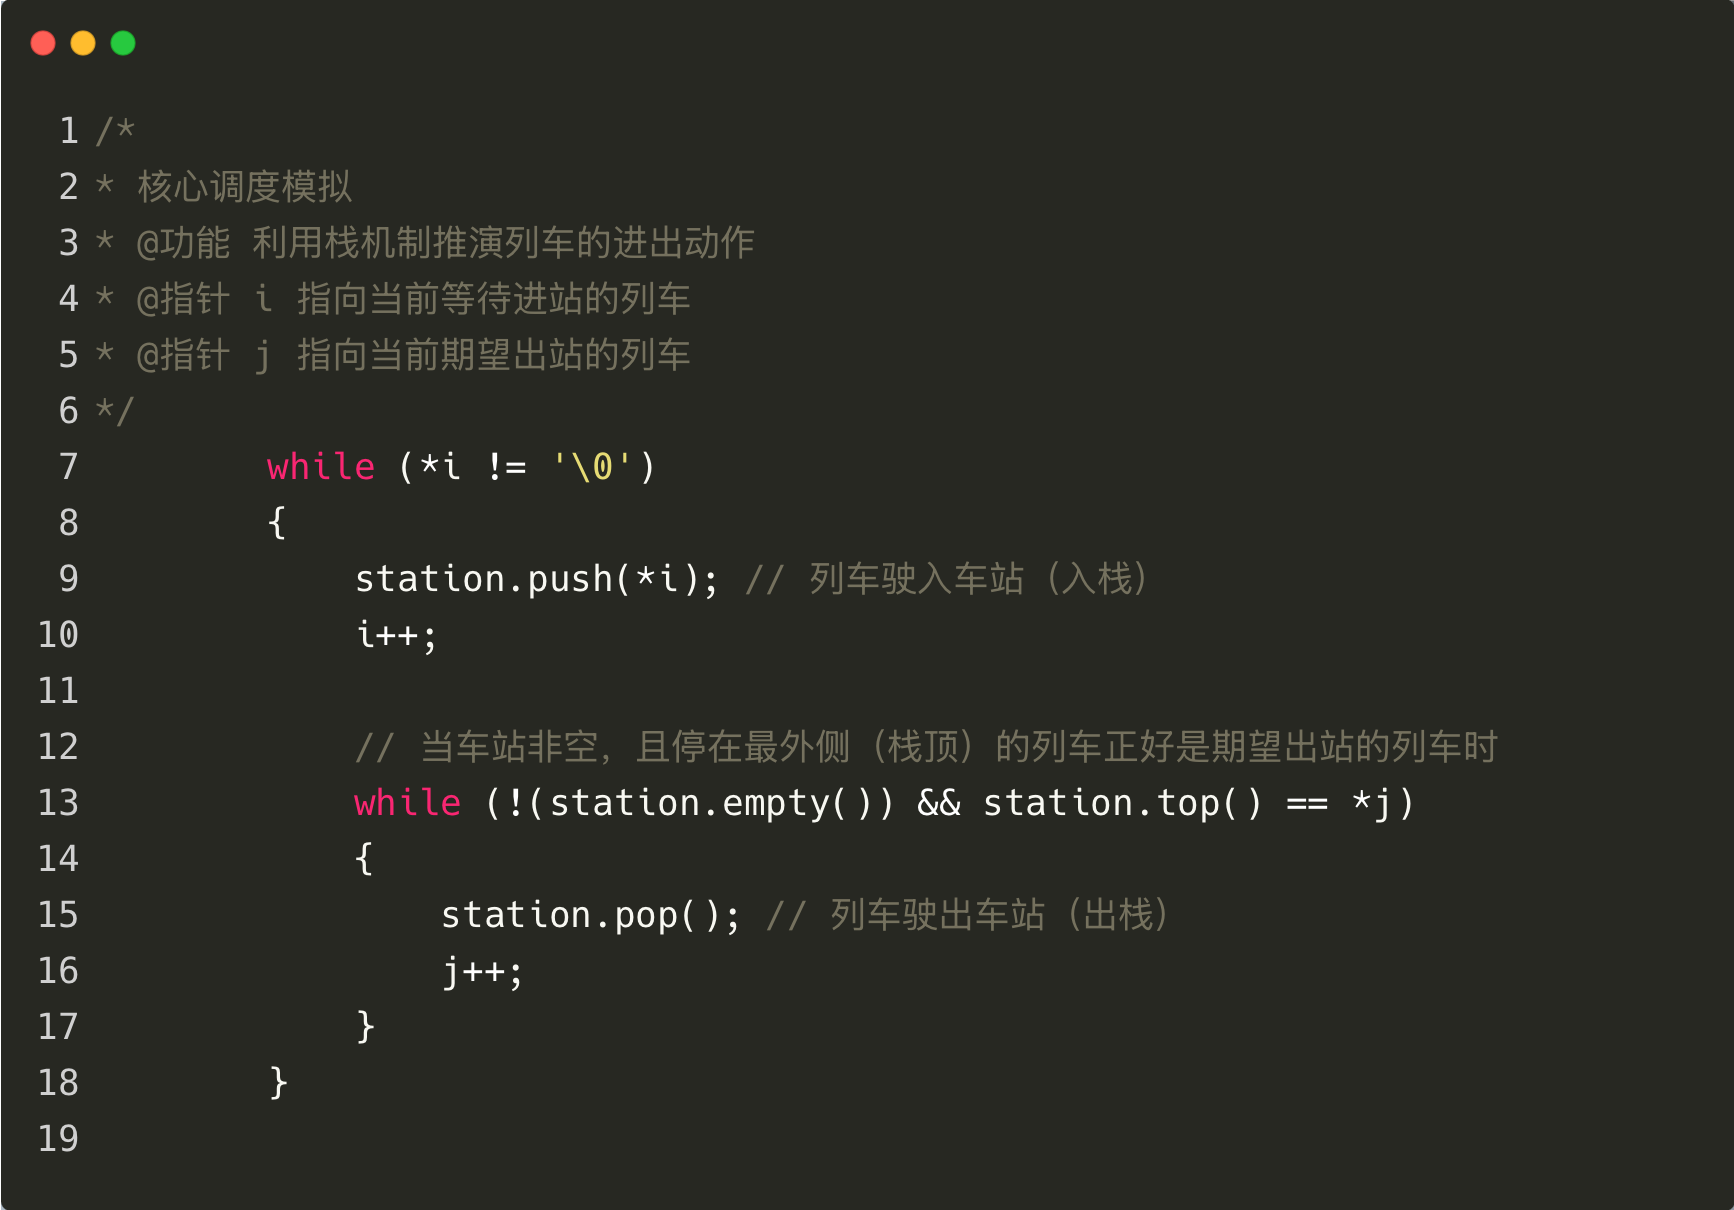 1 /*
2 * 核心调度模拟
3 * @功能 利用栈机制推演列车的进出动作
4 * @指针 i 指向当前等待进站的列车
5 * @指针 j 指向当前期望出站的列车
6 */
7         while (*i != '\0')
8         {
9             station.push(*i); // 列车驶入车站（入栈）
10             i++;
11
12             // 当车站非空，且停在最外侧（栈顶）的列车正好是期望出站的列车时
13             while (!(station.empty()) && station.top() == *j)
14             {
15                 station.pop(); // 列车驶出车站（出栈）
16                 j++;
17             }
18         }
19